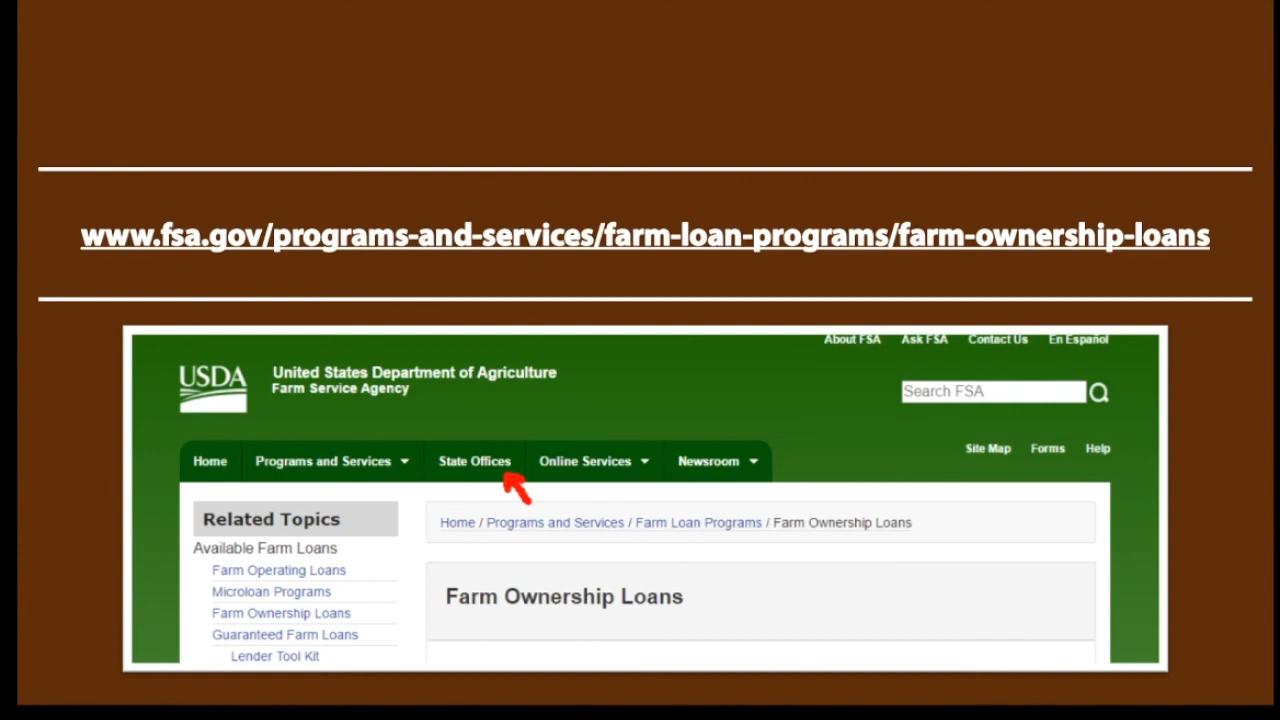 www.fsa.gov/programs-and-services/farm-loan-programs/farm-ownership-loans
About FSA Ask FSA Contact Us En Español
USDA
United States Department of Agriculture
Farm Service Agency
Search FSA
Site Map Forms Help
Home Programs and Services State Offices Online Services Newsroom
Related Topics
Available Farm Loans
Farm Operating Loans
Microloan Programs
Farm Ownership Loans
Guaranteed Farm Loans
Lender Tool Kit
Home / Programs and Services / Farm Loan Programs / Farm Ownership Loans
Farm Ownership Loans